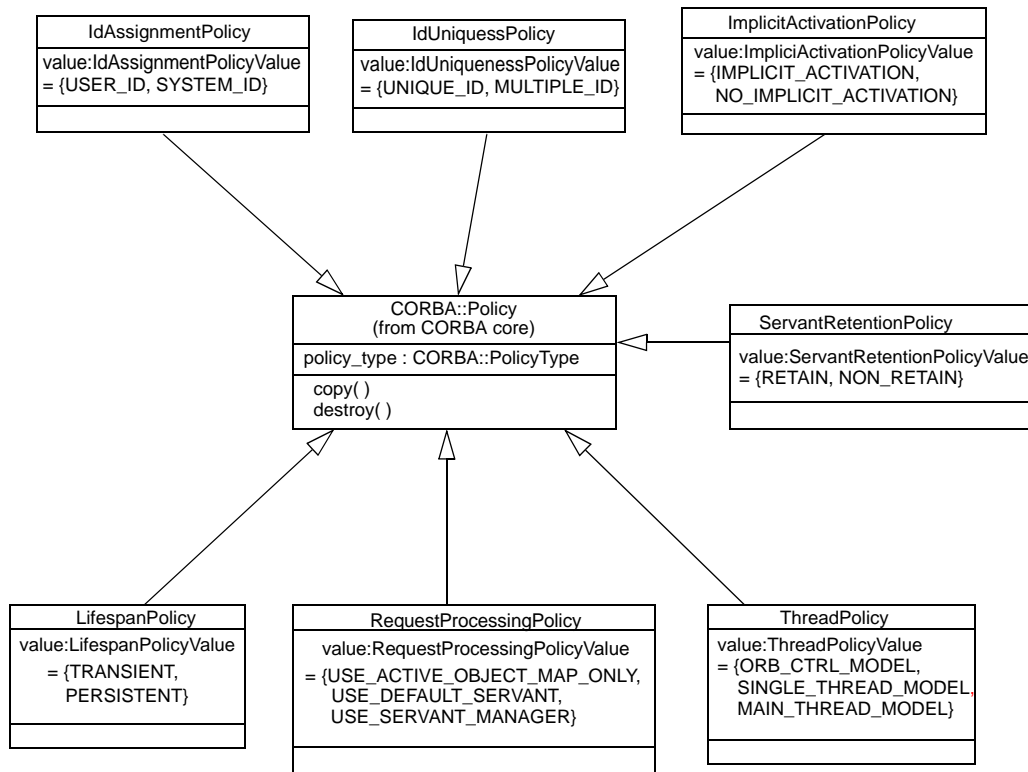 IdAssignmentPolicy
value:IdAssignmentPolicyValue
= {USER_ID, SYSTEM_ID}
IdUniquessPolicy
value:IdUniquenessPolicyValue
= {UNIQUE_ID, MULTIPLE_ID}
ImplicitActivationPolicy
value:ImpliciActivationPolicyValue
= {IMPLICIT_ACTIVATION,
NO_IMPLICIT_ACTIVATION}
CORBA::Policy
(from CORBA core)
policy_type : CORBA::PolicyType
copy( )
destroy( )
ServantRetentionPolicy
value:ServantRetentionPolicyValue
= {RETAIN, NON_RETAIN}
LifespanPolicy
value:LifespanPolicyValue
= {TRANSIENT,
PERSISTENT}
RequestProcessingPolicy
value:RequestProcessingPolicyValue
= {USE_ACTIVE_OBJECT_MAP_ONLY,
USE_DEFAULT_SERVANT,
USE_SERVANT_MANAGER}
ThreadPolicy
value:ThreadPolicyValue
= {ORB_CTRL_MODEL,
SINGLE_THREAD_MODEL,
MAIN_THREAD_MODEL}